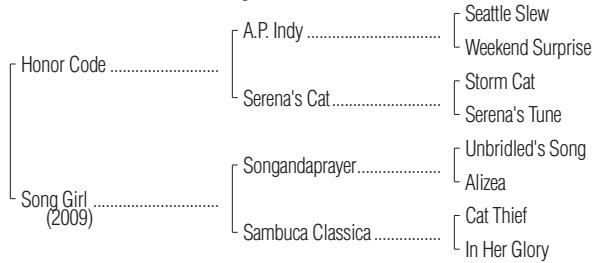 Seattle Slew
A.P. Indy ..............................
Weekend Surprise
Honor Code ........................
Storm Cat
Serena's Cat ........................
Serena's Tune
Unbridled's Song
Songandaprayer ...................
Alizea
Song Girl ............................
(2009)
Cat Thief
Sambuca Classica ...............
In Her Glory